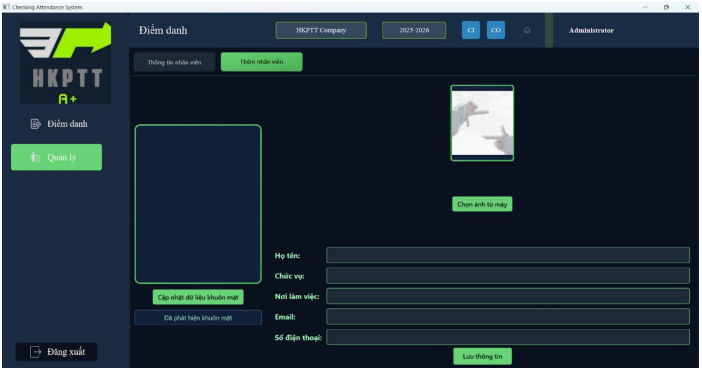 Checking Attendance System
HKPTT
A+
Điểm danh
Quản lý
Đăng xuất
Điểm danh
HKPTT Company
2025-2026
CI
CO
Administrator
Thông tin nhân viên
Thêm nhân viên
Chọn ảnh từ máy
Cập nhật dữ liệu khuôn mặt
Đã phát hiện khuôn mặt
Họ tên:
Chức vụ:
Nơi làm việc:
Email:
Số điện thoại:
Lưu thông tin